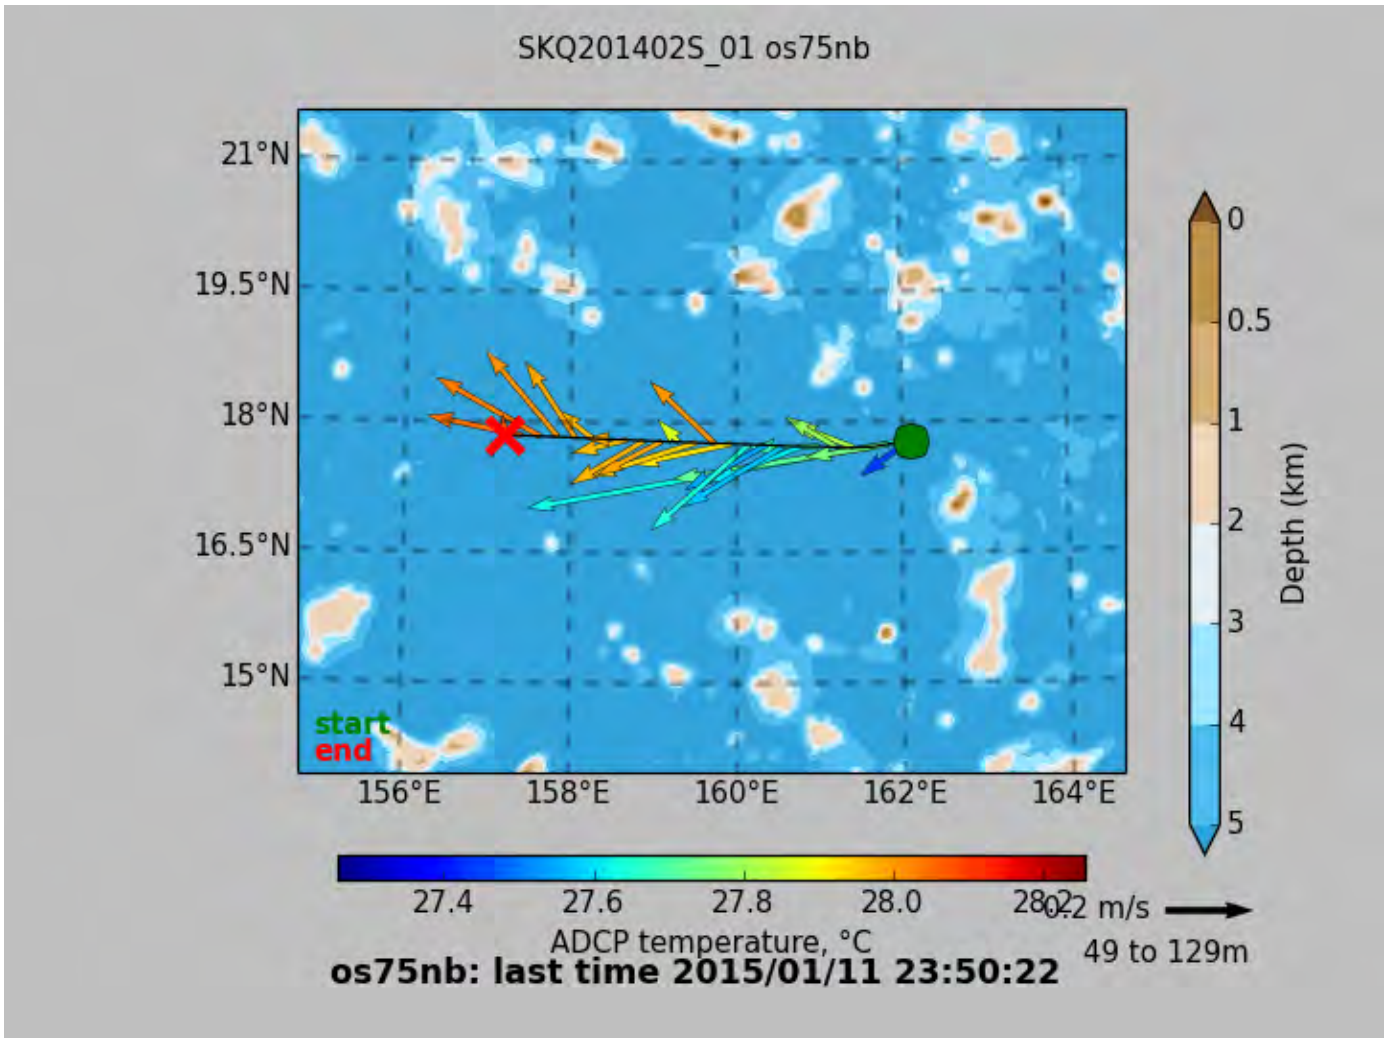 SKQ201402S_01 os75nb
21°N
19.5°N
18°N
16.5°N
15°N
start
end
156°E 158°E 160°E 162°E 164°E
0
0.5
1
2
3
4
5
Depth (km)
27.4 27.6 27.8 28.0 28.2
0.2 m/s
ADCP temperature, °C
49 to 129m
os75nb: last time 2015/01/11 23:50:22